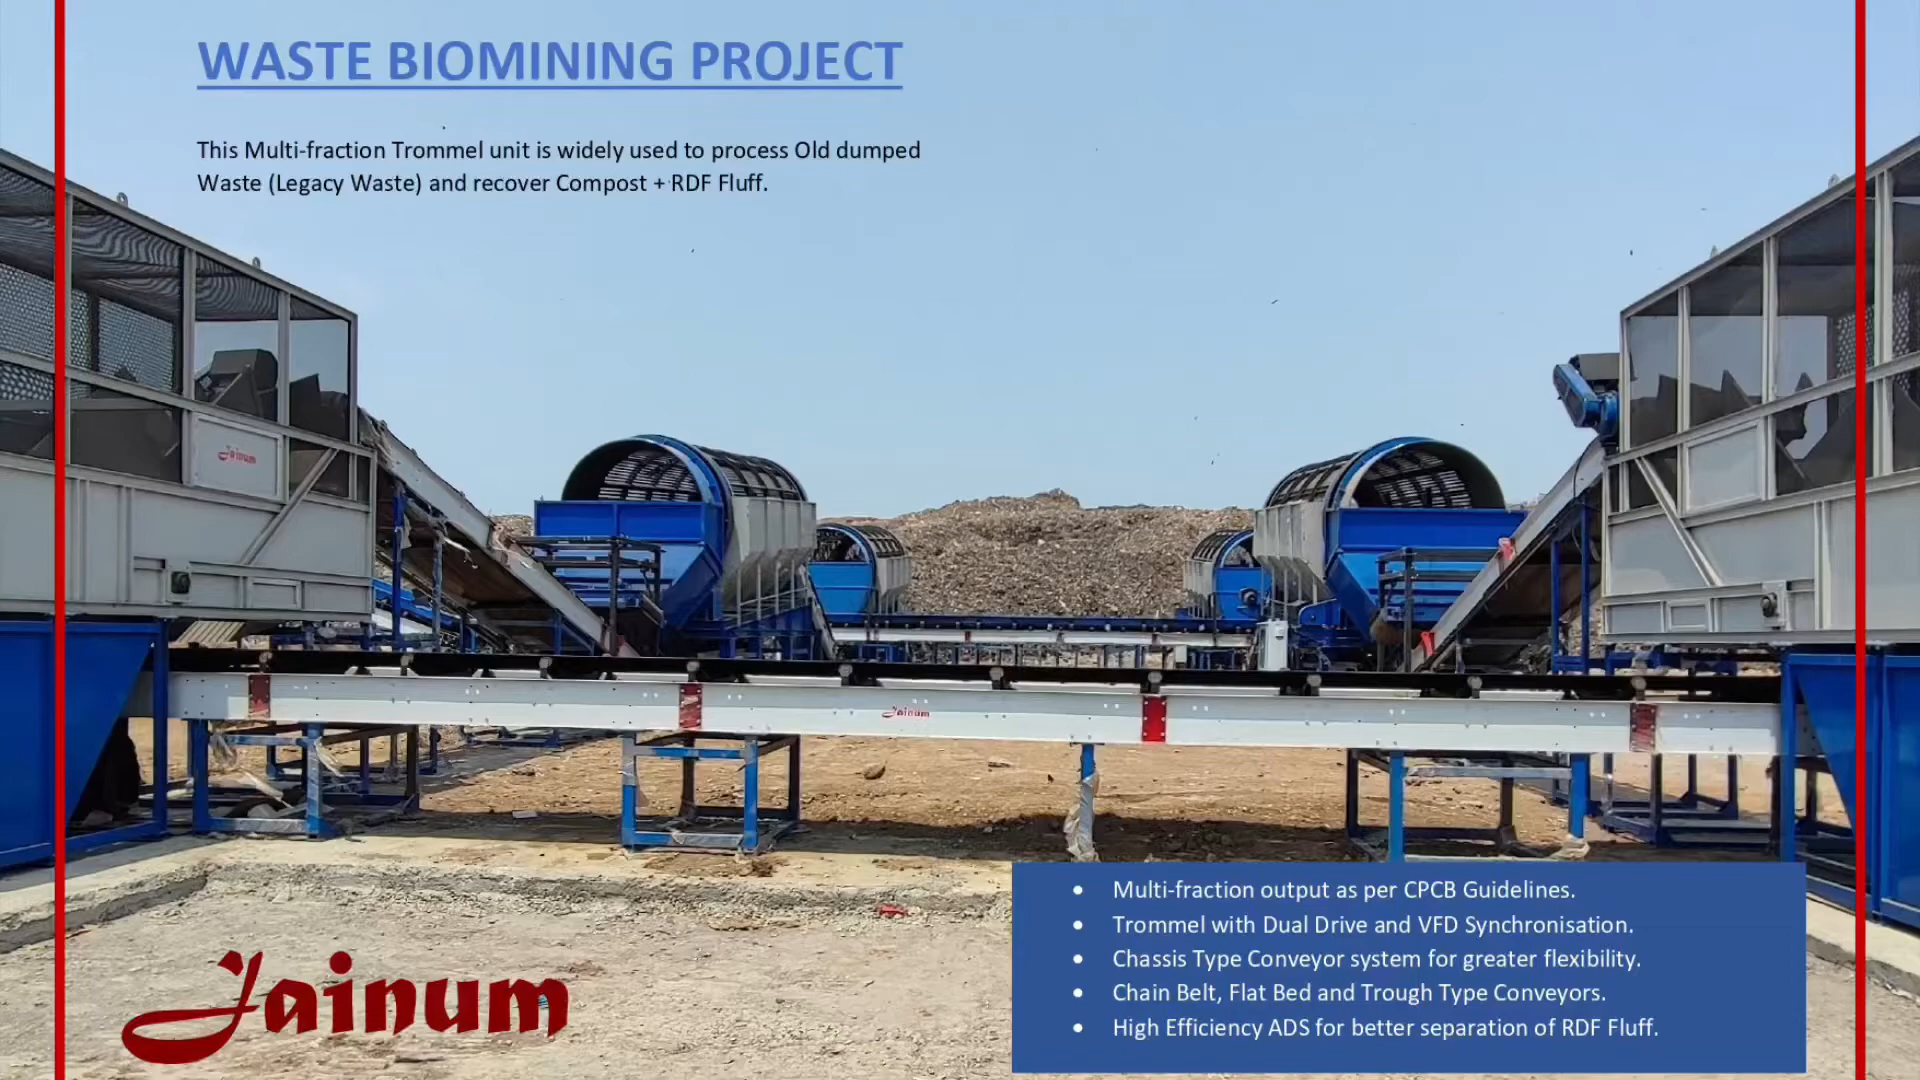 WASTE BIOMINING PROJECT
This Multi-fraction Trommel unit is widely used to process Old dumped
Waste (Legacy Waste) and recover Compost + RDF Fluff.
Jainum
Jainum
• Multi-fraction output as per CPCB Guidelines.
• Trommel with Dual Drive and VFD Synchronisation.
• Chassis Type Conveyor system for greater flexibility.
• Chain Belt, Flat Bed and Trough Type Conveyors.
• High Efficiency ADS for better separation of RDF Fluff.
Jainum